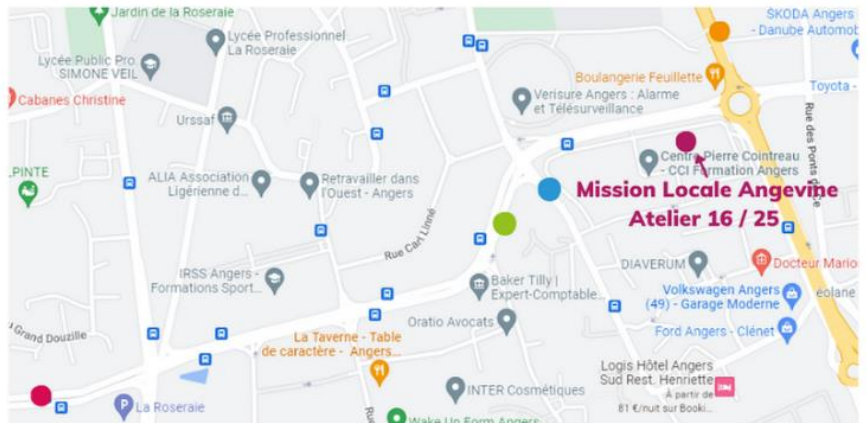 Jardin de la Roseraie
Lycée Professionnel
La Roseraie
Lycée Public Pro.
SIMONE VEIL
Cabanes Christine
Urssaf
LPINTE
ALIA Association
Ligérienne d...
Retravailler dans
l'Ouest - Angers
Rue Carl Linné
IRSS Angers -
Formations Sport...
Grand Douzille
La Taverne - Table
de caractère - Angers...
La Roseraie
P
Rue
Wake Up Form Angers
INTER Cosmétiques
Oratio Avocats
Baker Tilly |
Expert-Comptable...
Verisure Angers : Alarme
et Télésurveillance
Boulangerie Feuillette
SKODA Angers
- Danube Automob
Toyota -
Rue des Ponts de Cé
Centre Pierre Cointreau
- CCI Formation Angers
Mission Locale Angevine
Atelier 16 / 25
DIAVERUM
Docteur Mario
Volkswagen Angers
(49) - Garage Moderne
éolane
Ford Angers - Clénet
Logis Hôtel Angers
Sud Rest. Henriette
À partir de
81 €/nuit sur Booki...